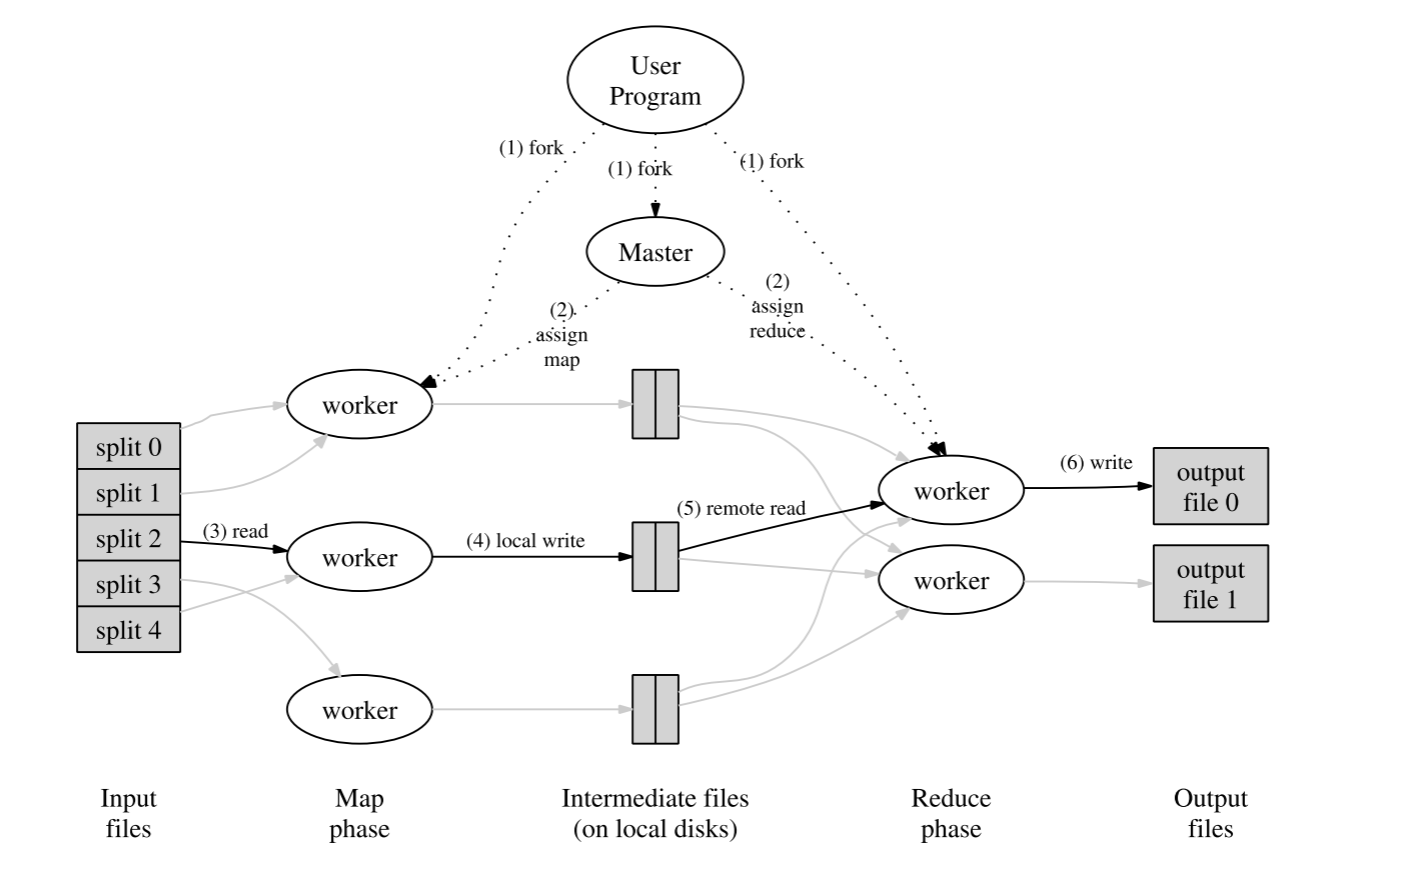 User
Program
(1) fork
(1) fork
(1) fork
Master
(2)
assign
map
(2)
assign
reduce
worker
split 0
split 1
split 2
split 3
split 4
(3) read
worker
(4) local write
(5) remote read
worker
(6) write
output
file 0
worker
output
file 1
worker
Input
files
Map
phase
Intermediate files
(on local disks)
Reduce
phase
Output
files